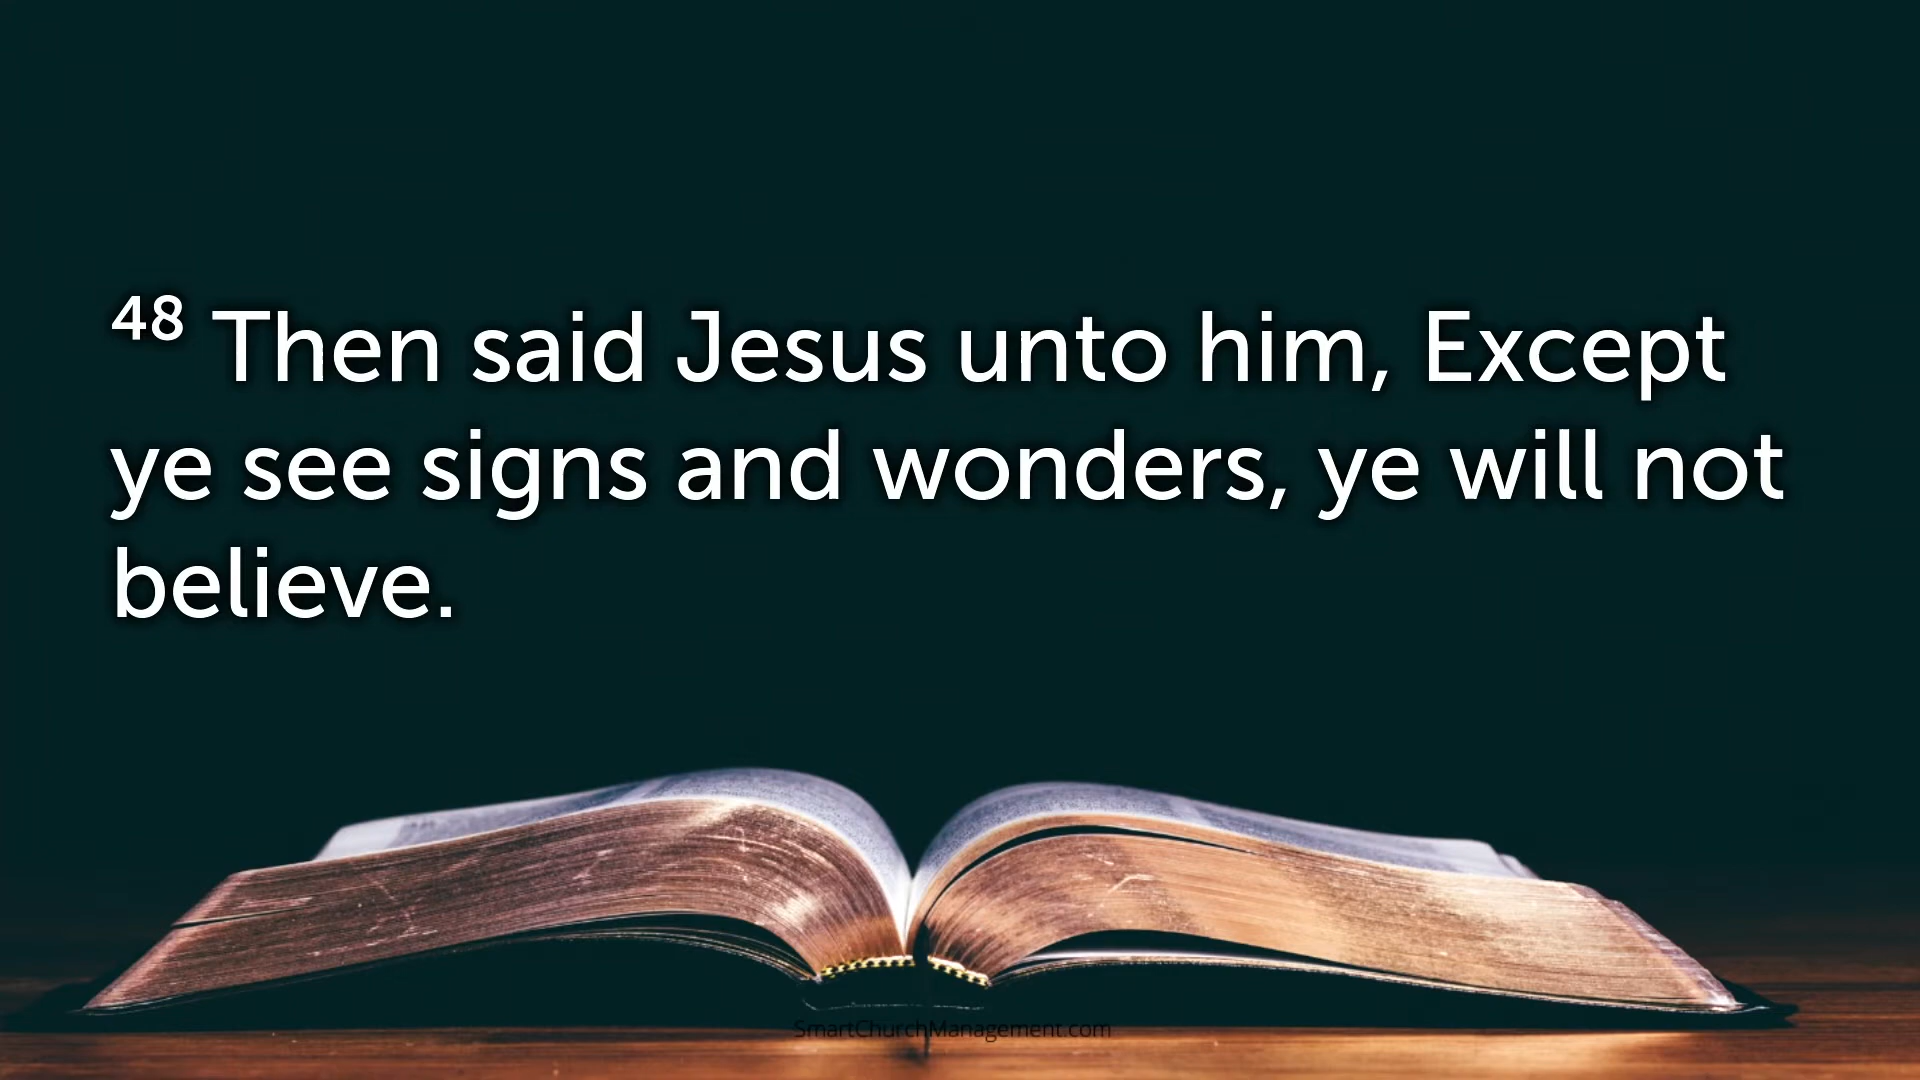 48 Then said Jesus unto him, Except
ye see signs and wonders, ye will not
believe.
SmartChurchManagement.com